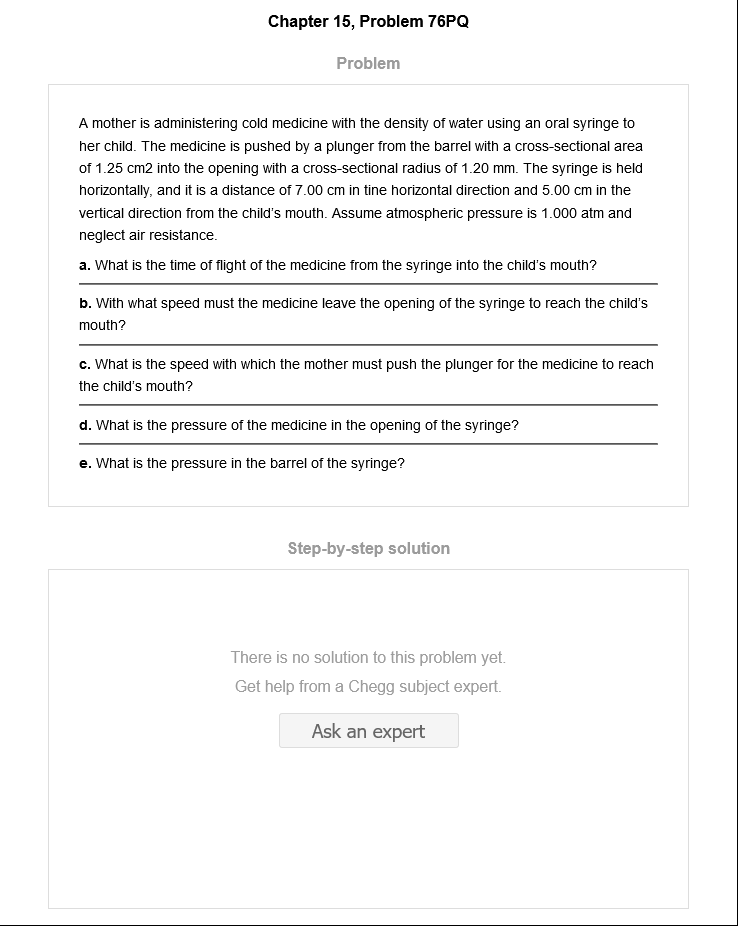 Chapter 15, Problem 76PQ
Problem
A mother is administering cold medicine with the density of water using an oral syringe to
her child. The medicine is pushed by a plunger from the barrel with a cross-sectional area
of 1.25 cm2 into the opening with a cross-sectional radius of 1.20 mm. The syringe is held
horizontally, and it is a distance of 7.00 cm in tine horizontal direction and 5.00 cm in the
vertical direction from the child's mouth. Assume atmospheric pressure is 1.000 atm and
neglect air resistance.
a. What is the time of flight of the medicine from the syringe into the child's mouth?
b. With what speed must the medicine leave the opening of the syringe to reach the child's
mouth?
c. What is the speed with which the mother must push the plunger for the medicine to reach
the child's mouth?
d. What is the pressure of the medicine in the opening of the syringe?
e. What is the pressure in the barrel of the syringe?
Step-by-step solution
There is no solution to this problem yet.
Get help from a Chegg subject expert.
Ask an expert